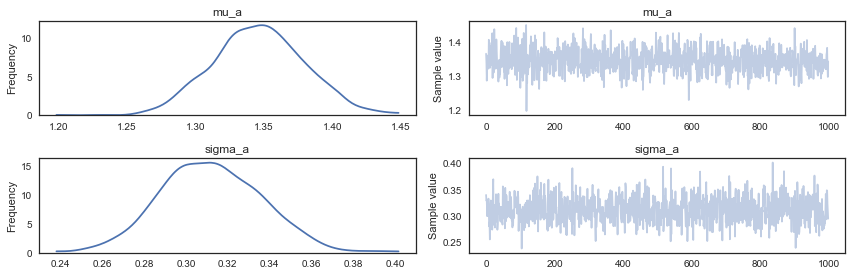 mu_a
Frequency
10
5
0
1.20 1.25 1.30 1.35 1.40 1.45
mu_a
Sample value
1.4
1.3
1.2
0 200 400 600 800 1000
sigma_a
Frequency
15
10
5
0
0.24 0.26 0.28 0.30 0.32 0.34 0.36 0.38 0.40
sigma_a
Sample value
0.40
0.35
0.30
0.25
0 200 400 600 800 1000